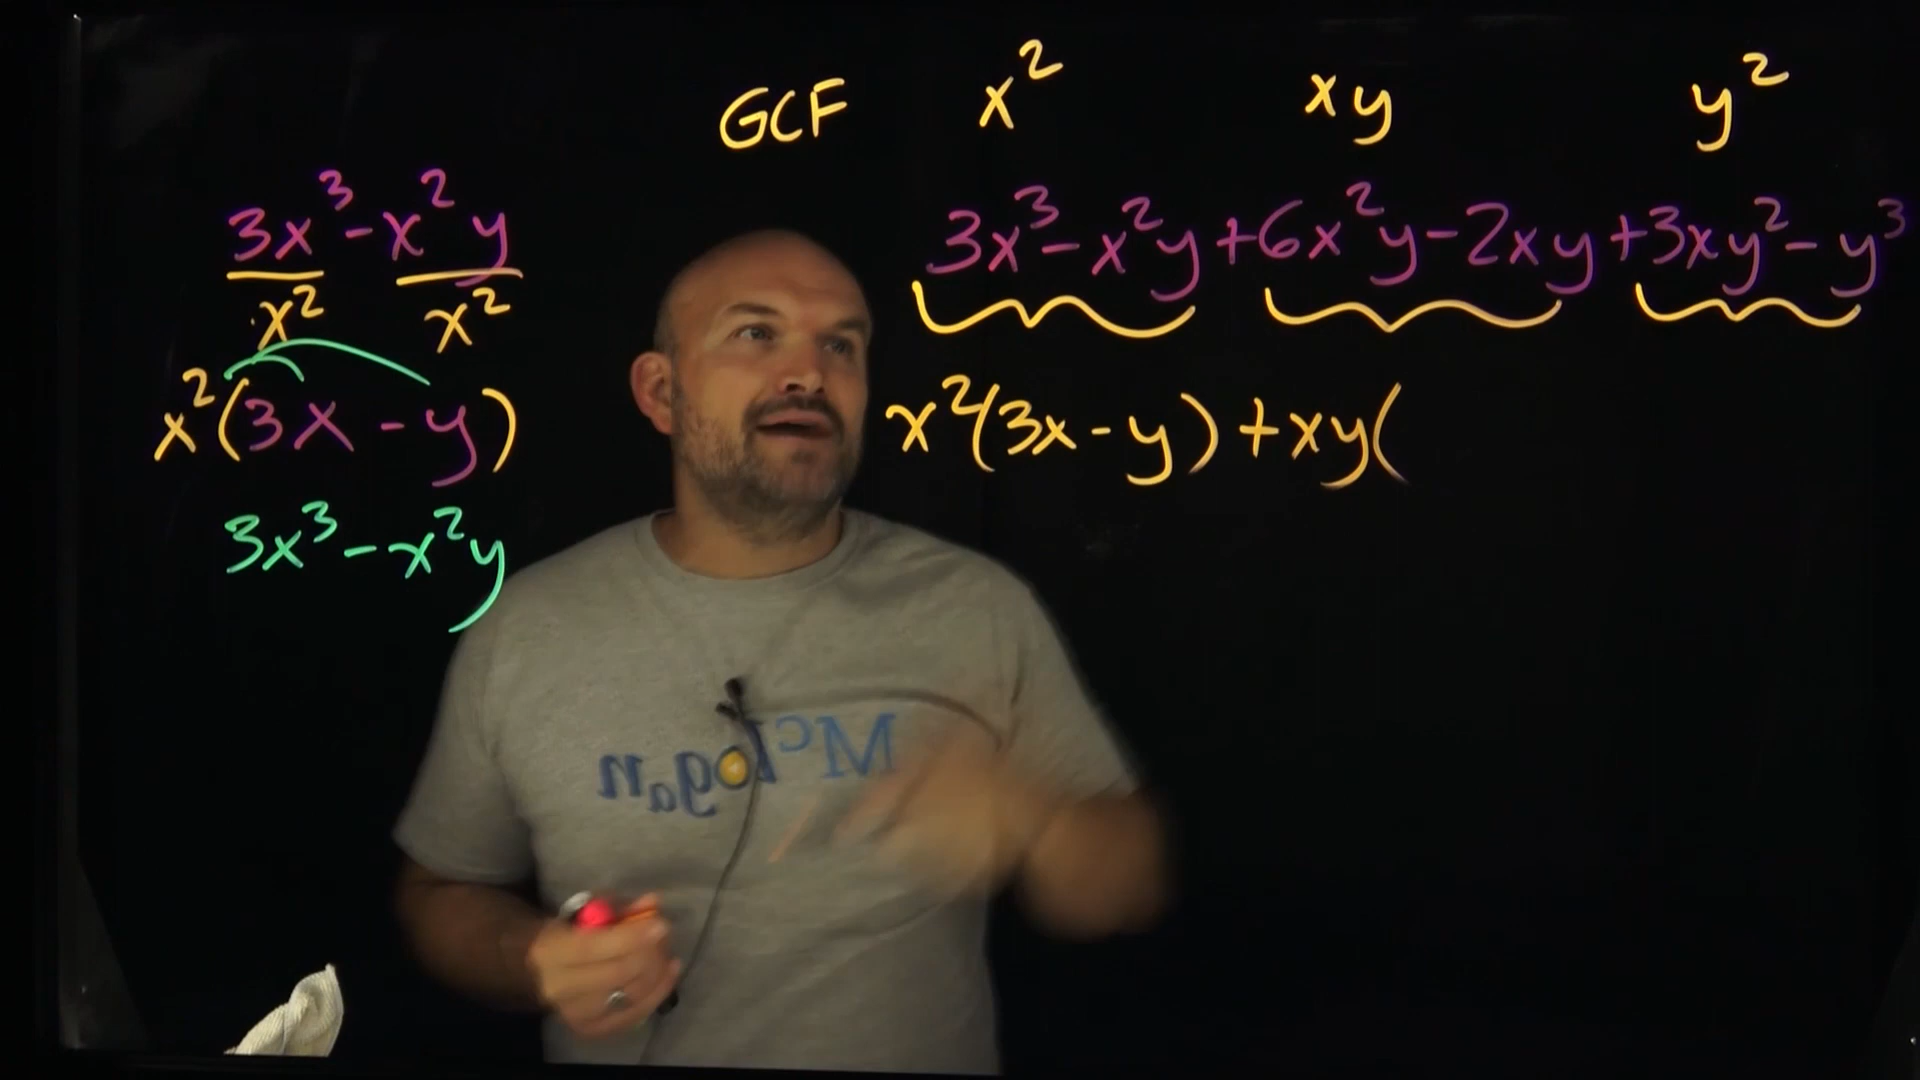 GCF x² xy y²
3x³ - x²y + 6x²y - 2xy + 3xy² - y³
x²(3x - y) + xy(
3x³ - x²y
x² x²
x²(3x - y)
3x³ - x²y
McLogan